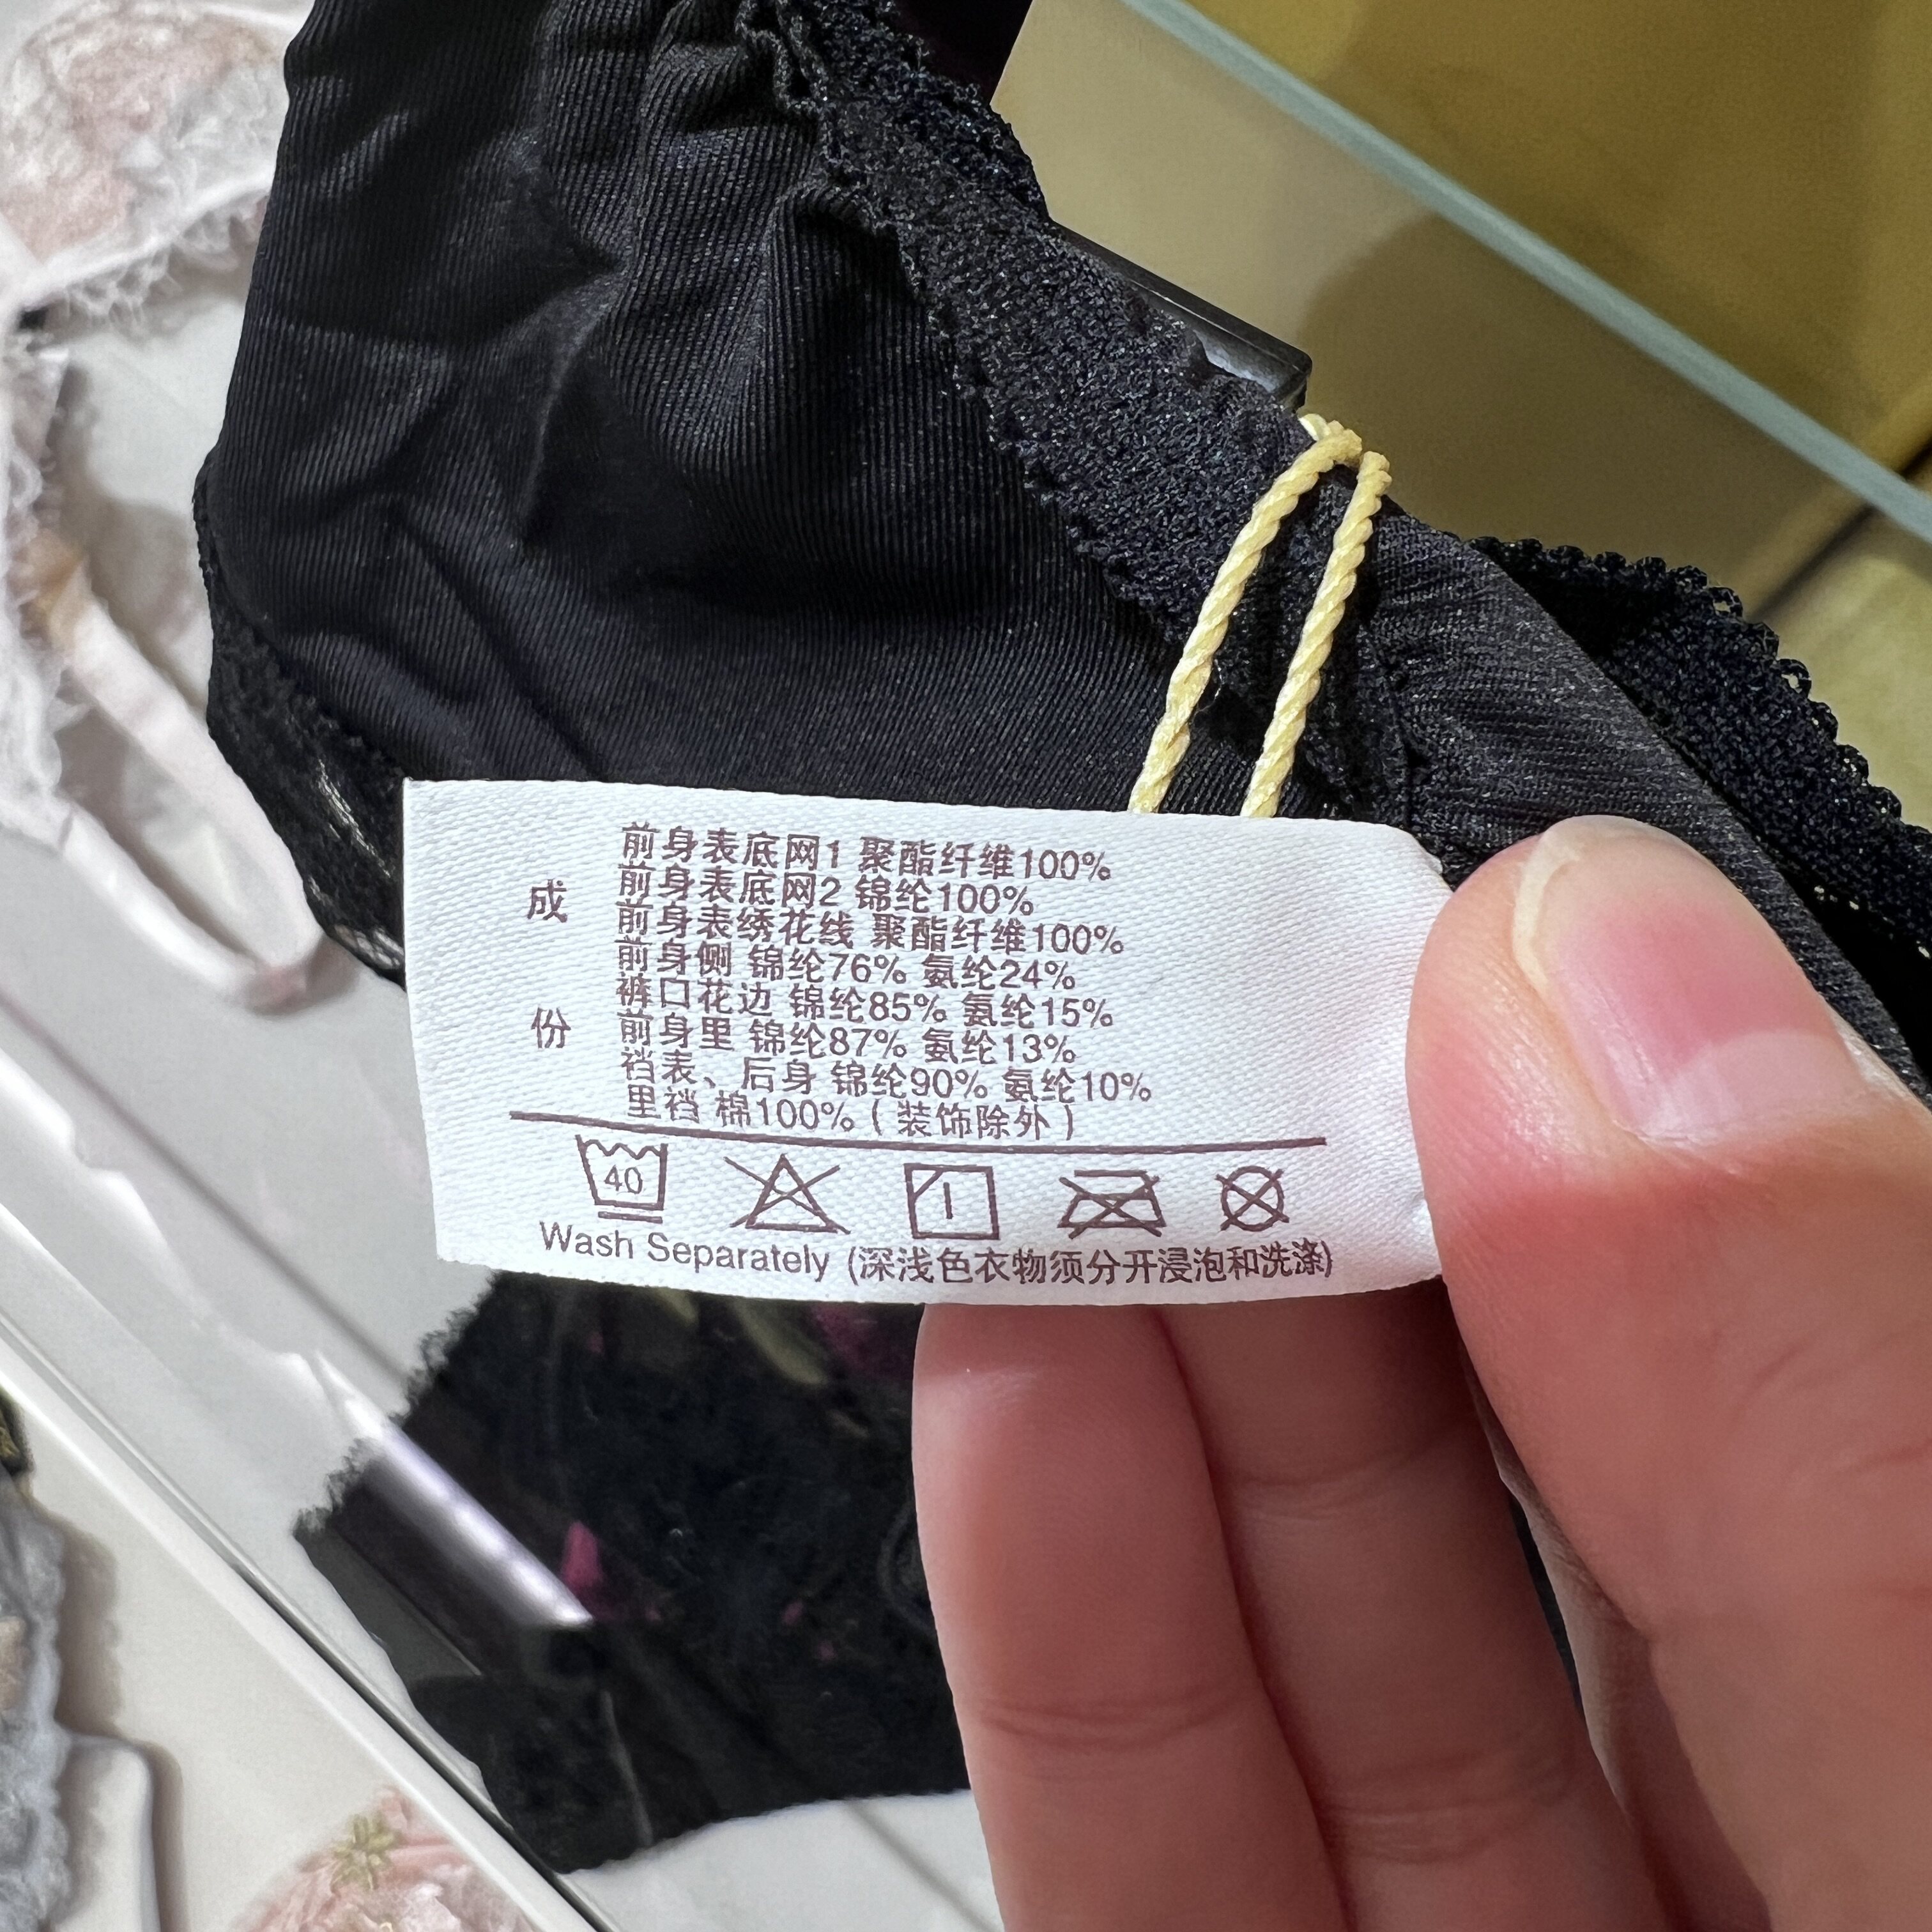 成份
前身表底网1 聚酯纤维100%
前身表底网2 锦纶100%
前身表绣花线 聚酯纤维100%
前身侧 锦纶76% 氨纶24%
裤口花边 锦纶85% 氨纶15%
前身里 锦纶87% 氨纶13%
裆表、后身 锦纶90% 氨纶10%
里裆 棉100% ( 装饰除外 )
40
Wash Separately (深浅色衣物须分开浸泡和洗涤)